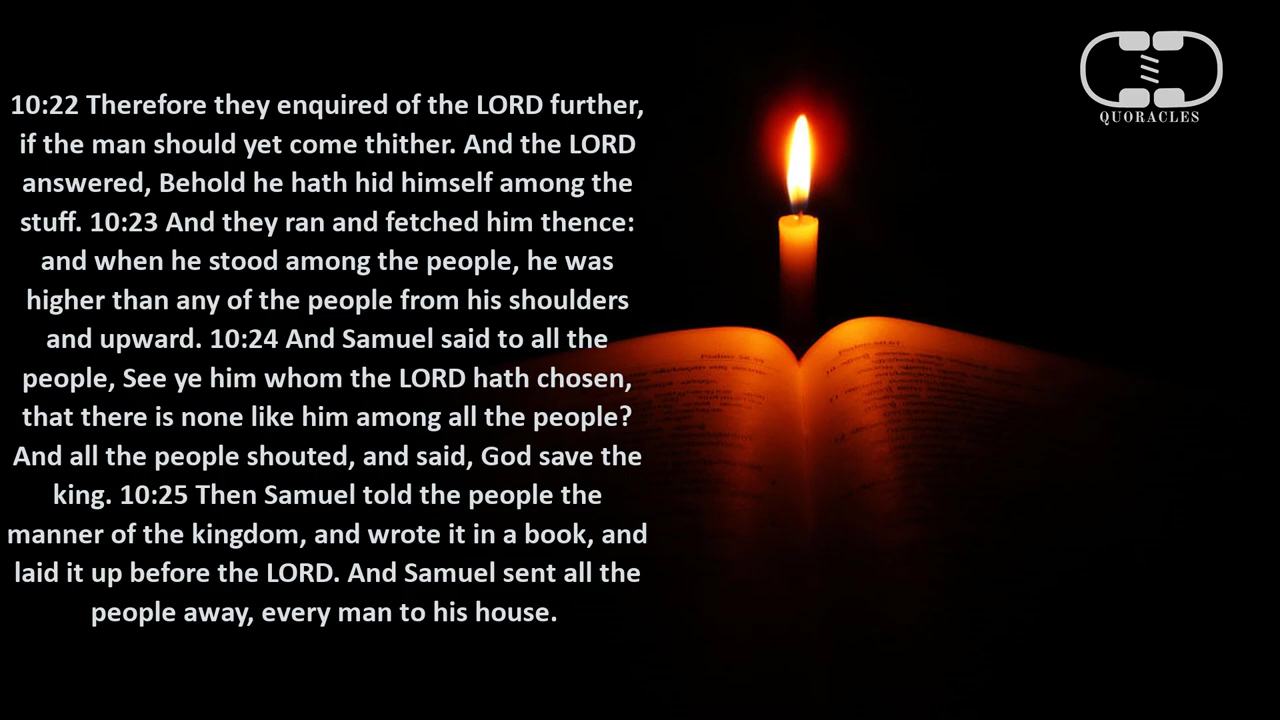 10:22 Therefore they enquired of the LORD further,
if the man should yet come thither. And the LORD
answered, Behold he hath hid himself among the
stuff. 10:23 And they ran and fetched him thence:
and when he stood among the people, he was
higher than any of the people from his shoulders
and upward. 10:24 And Samuel said to all the
people, See ye him whom the LORD hath chosen,
that there is none like him among all the people?
And all the people shouted, and said, God save the
king. 10:25 Then Samuel told the people the
manner of the kingdom, and wrote it in a book, and
laid it up before the LORD. And Samuel sent all the
people away, every man to his house.
QUORACLES